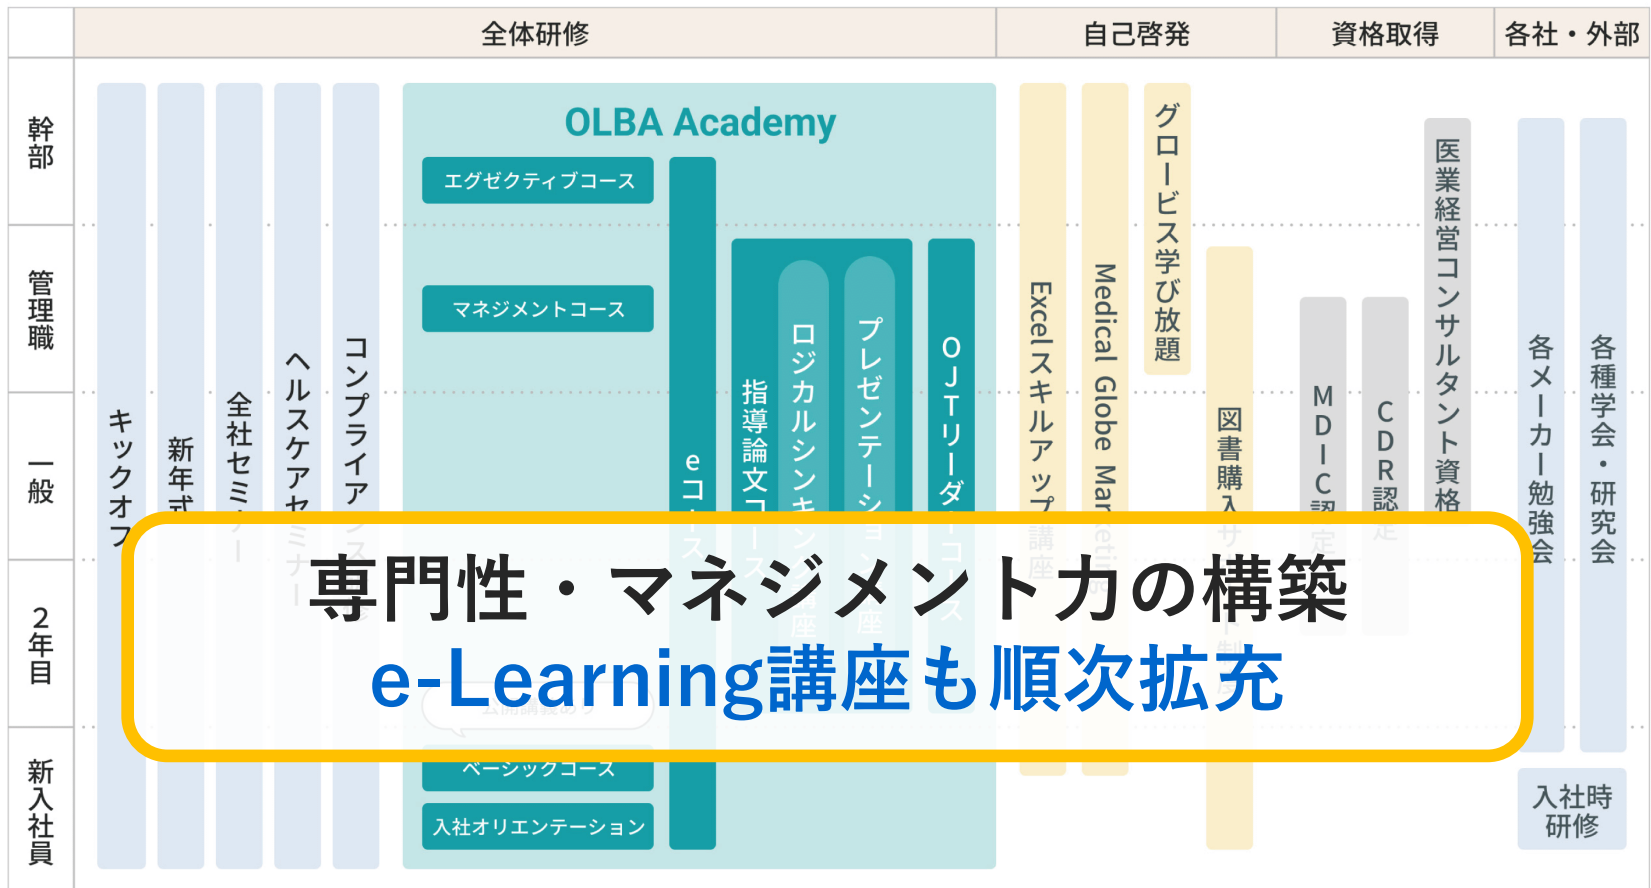 全体研修
自己啓発
資格取得
各社・外部
幹部
管理職
一般
2年目
新入社員
キックオフ
新年式
全社セミナー
ヘルスケアセミナー
コンプライアンス
OLBA Academy
エグゼクティブコース
マネジメントコース
公開講義あり
ベーシックコース
入社オリエンテーション
eコース
指導論文コース
ロジカルシンキング講座
プレゼンテーション
OJTリーダーコース
Excelスキルアップ講座
Medical Globe Marketing
グロービス学び放題
図書購入サポート制度
MDIC認定
CDR認定
医業経営コンサルタント資格
各メーカー勉強会
各種学会・研究会
入社時
研修
専門性・マネジメント力の構築
e-Learning講座も順次拡充